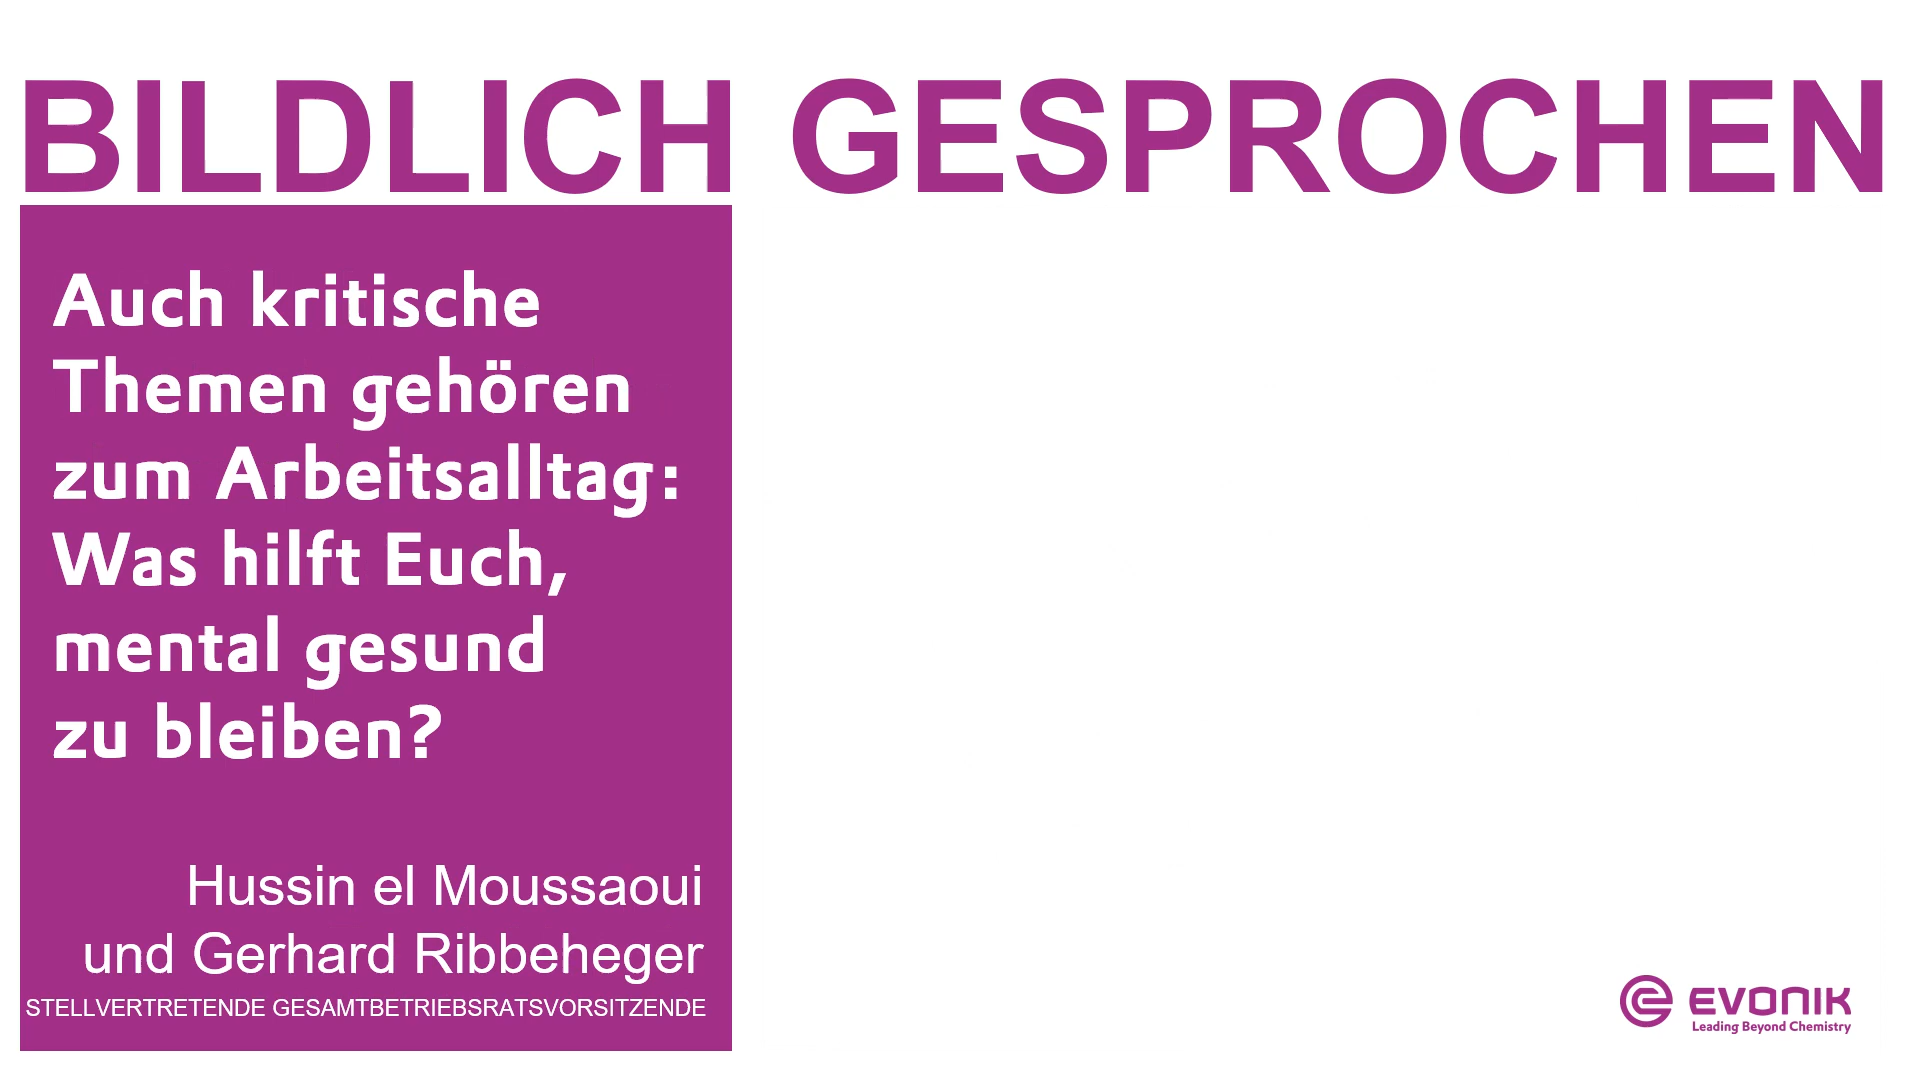 BILDLICH GESPROCHEN
Auch kritische
Themen gehören
zum Arbeitsalltag:
Was hilft Euch,
mental gesund
zu bleiben?
Hussin el Moussaoui
und Gerhard Ribbeheger
STELLVERTRETENDE GESAMTBETRIEBSRATSVORSITZENDE
EVONIK
Leading Beyond Chemistry